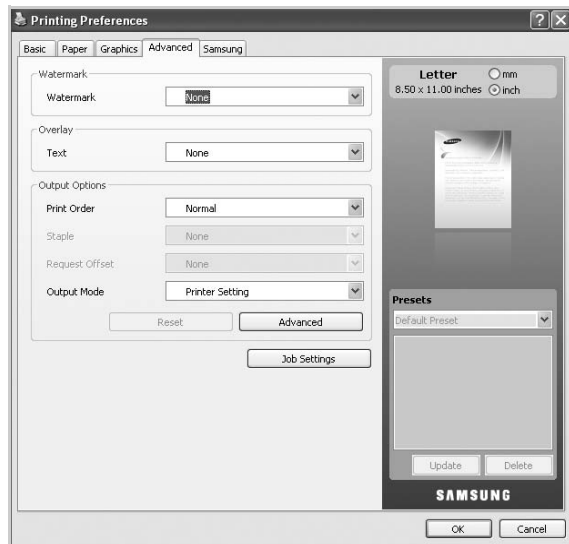 Printing Preferences
Basic Paper Graphics Advanced Samsung
Watermark
Watermark None
Overlay
Text None
Output Options
Print Order Normal
Staple None
Request Offset None
Output Mode Printer Setting
Reset Advanced
Job Settings
Letter mm
8.50 x 11.00 inches inch
Presets
Default Preset
Update Delete
SAMSUNG
OK Cancel